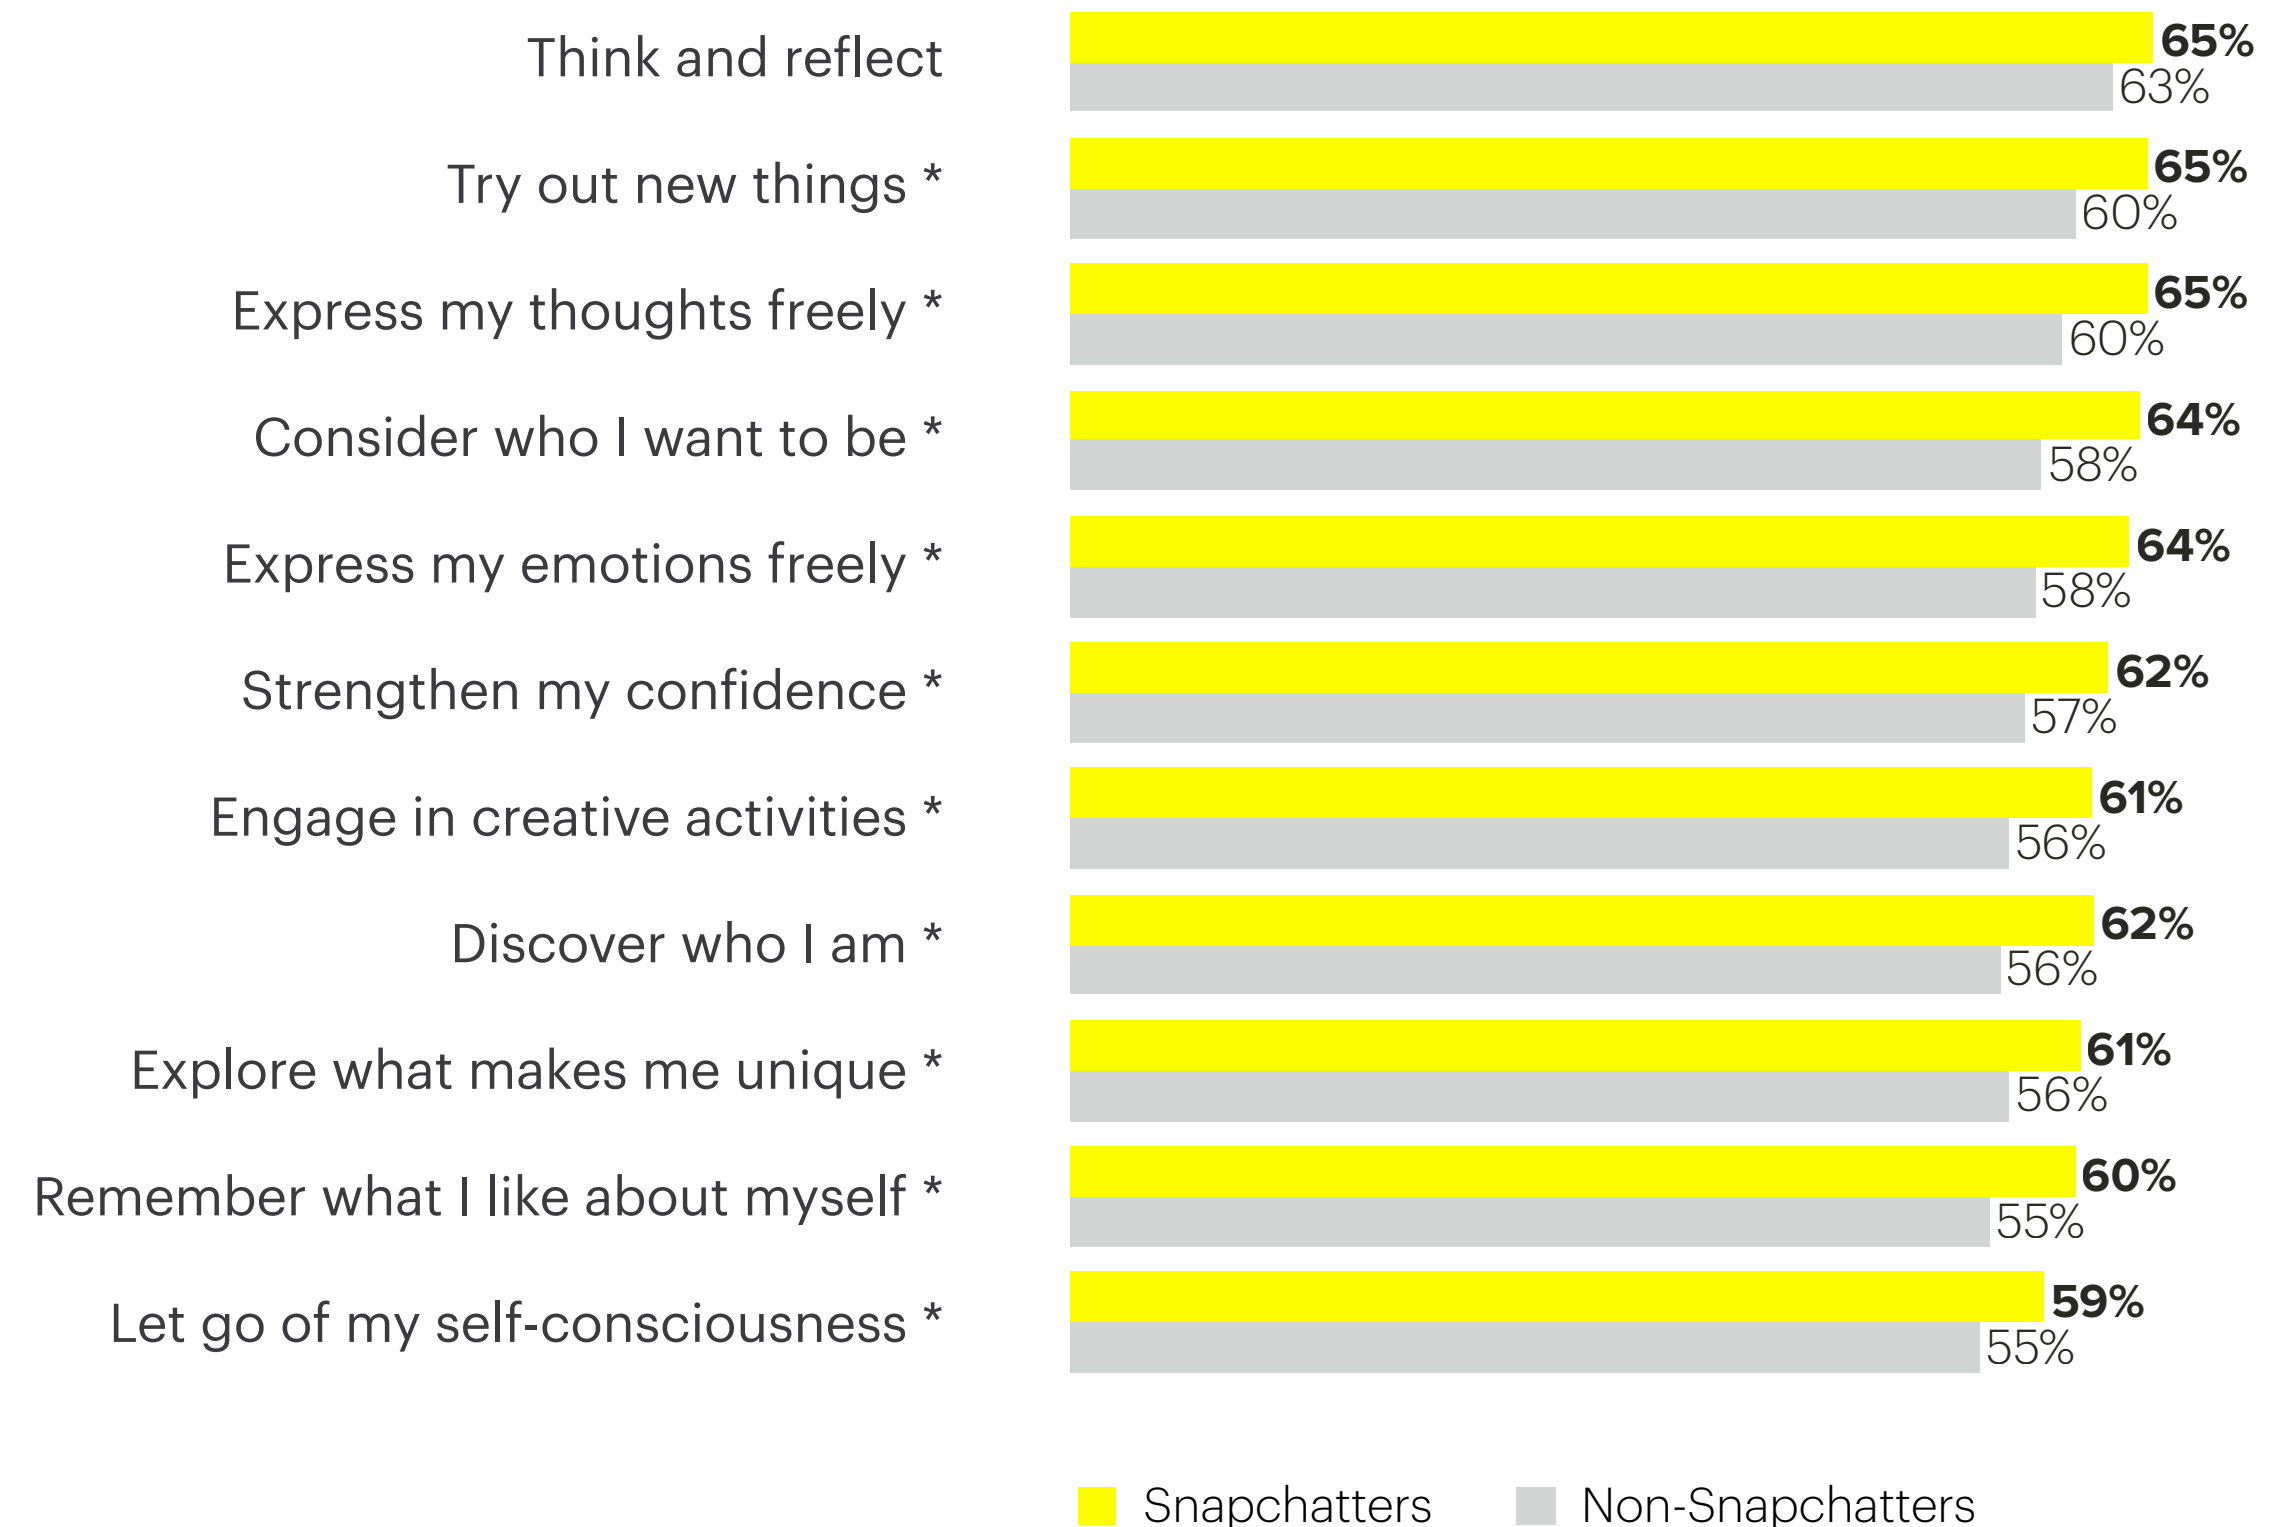 Think and reflect
65%
63%
Try out new things *
65%
60%
Express my thoughts freely *
65%
60%
Consider who I want to be *
64%
58%
Express my emotions freely *
64%
58%
Strengthen my confidence *
62%
57%
Engage in creative activities *
61%
56%
Discover who I am *
62%
56%
Explore what makes me unique *
61%
56%
Remember what I like about myself *
60%
55%
Let go of my self-consciousness *
59%
55%
Snapchatters Non-Snapchatters